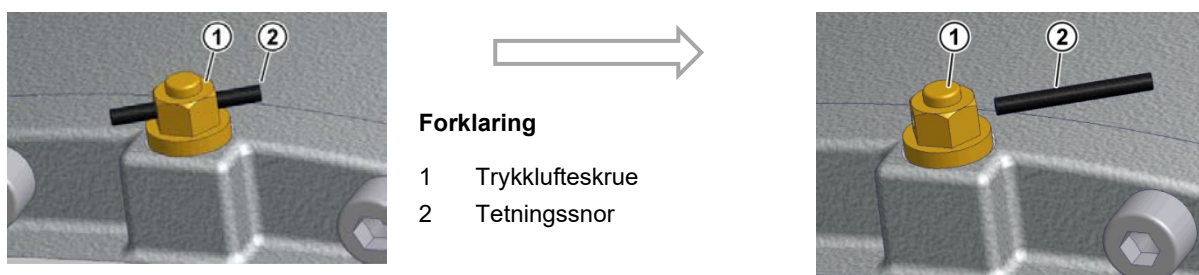 1 2
1 2
Forklaring
1 Trykklufteskrue
2 Tetningssnor